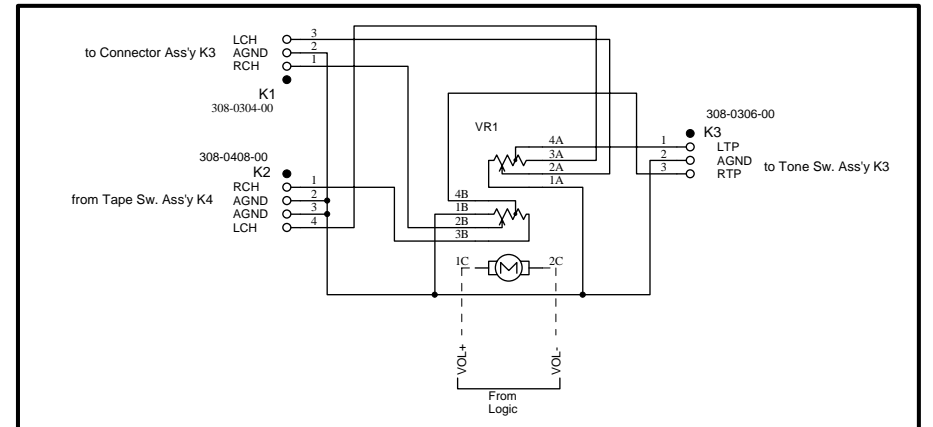 to Connector Ass'y K3
LCH 3
AGND 2
RCH 1
K1
308-0304-00
308-0408-00
K2
from Tape Sw. Ass'y K4
RCH 1
AGND 2
AGND 3
LCH 4
VR1
4A
3A
2A
1A
4B
1B
2B
3B
1C
M
2C
308-0306-00
K3
1 LTP
2 AGND
3 RTP
to Tone Sw. Ass'y K3
VOL+
VOL-
From
Logic